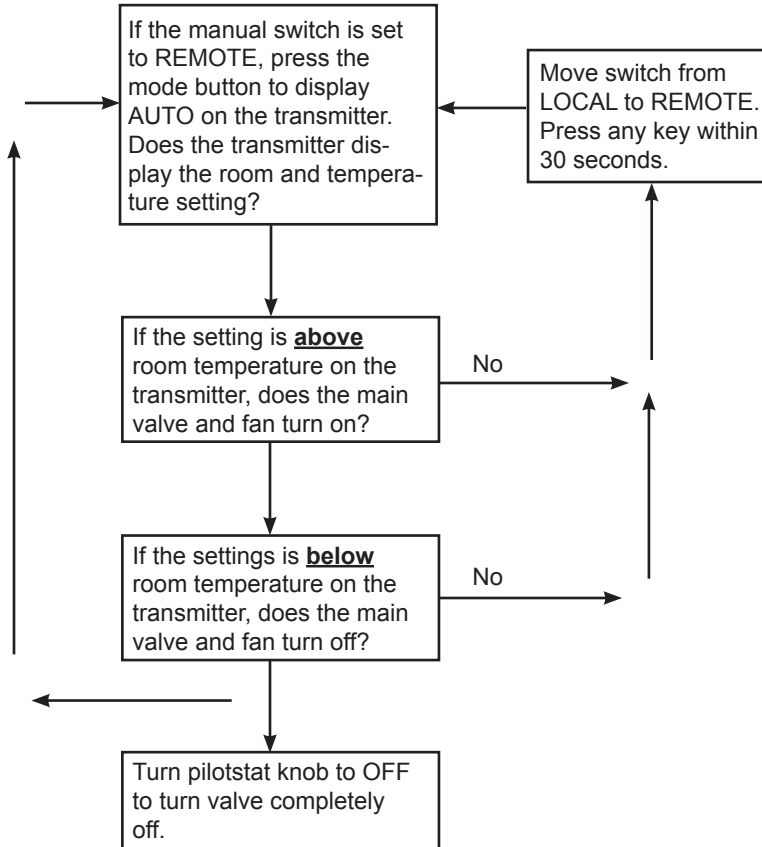 If the manual switch is set
to REMOTE, press the
mode button to display
AUTO on the transmitter.
Does the transmitter dis-
play the room and tempera-
ture setting?
Move switch from
LOCAL to REMOTE.
Press any key within
30 seconds.
If the setting is above
room temperature on the
transmitter, does the main
valve and fan turn on?
No
If the settings is below
room temperature on the
transmitter, does the main
valve and fan turn off?
No
Turn pilotstat knob to OFF
to turn valve completely
off.